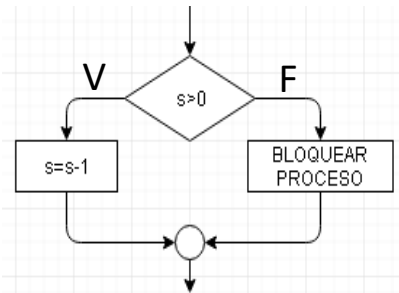 V
F
s>0
s=s-1
BLOQUEAR
PROCESO